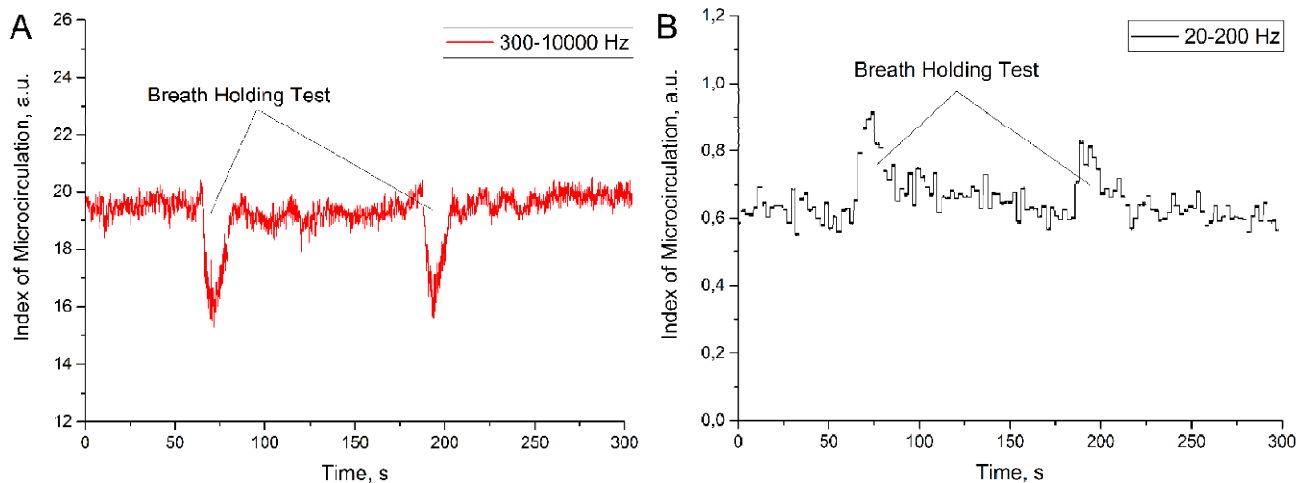 A
300-10000 Hz
Breath Holding Test
Index of Microcirculation, a.u.
26
24
22
20
18
16
14
12
0
50
100
150
200
250
300
Time, s
B
20-200 Hz
Breath Holding Test
Index of Microcirculation, a.u.
1,2
1,0
0,8
0,6
0,4
0,2
0,0
0
50
100
150
200
250
300
Time, s